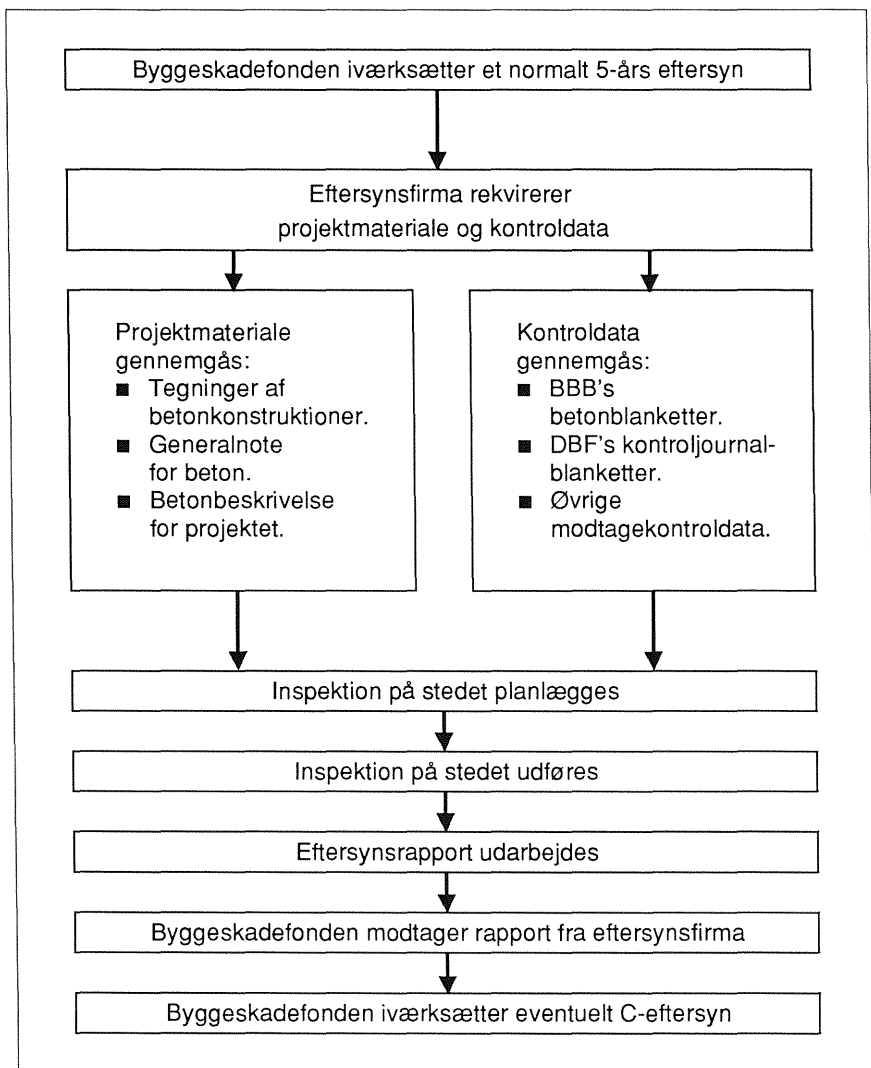 Byggeskadefonden iværksætter et normalt 5-års eftersyn
Eftersynsfirma rekvirerer
projektmateriale og kontroldata
Projektmateriale
gennemgås:
■ Tegninger af
betonkonstruktioner.
■ Generalnote
for beton.
■ Betonbeskrivelse
for projektet.
Kontroldata
gennemgås:
■ BBB's
betonblanketter.
■ DBF's kontroljournal-
blanketter.
■ Øvrige
modtagekontroldata.
Inspektion på stedet planlægges
Inspektion på stedet udføres
Eftersynsrapport udarbejdes
Byggeskadefonden modtager rapport fra eftersynsfirma
Byggeskadefonden iværksætter eventuelt C-eftersyn